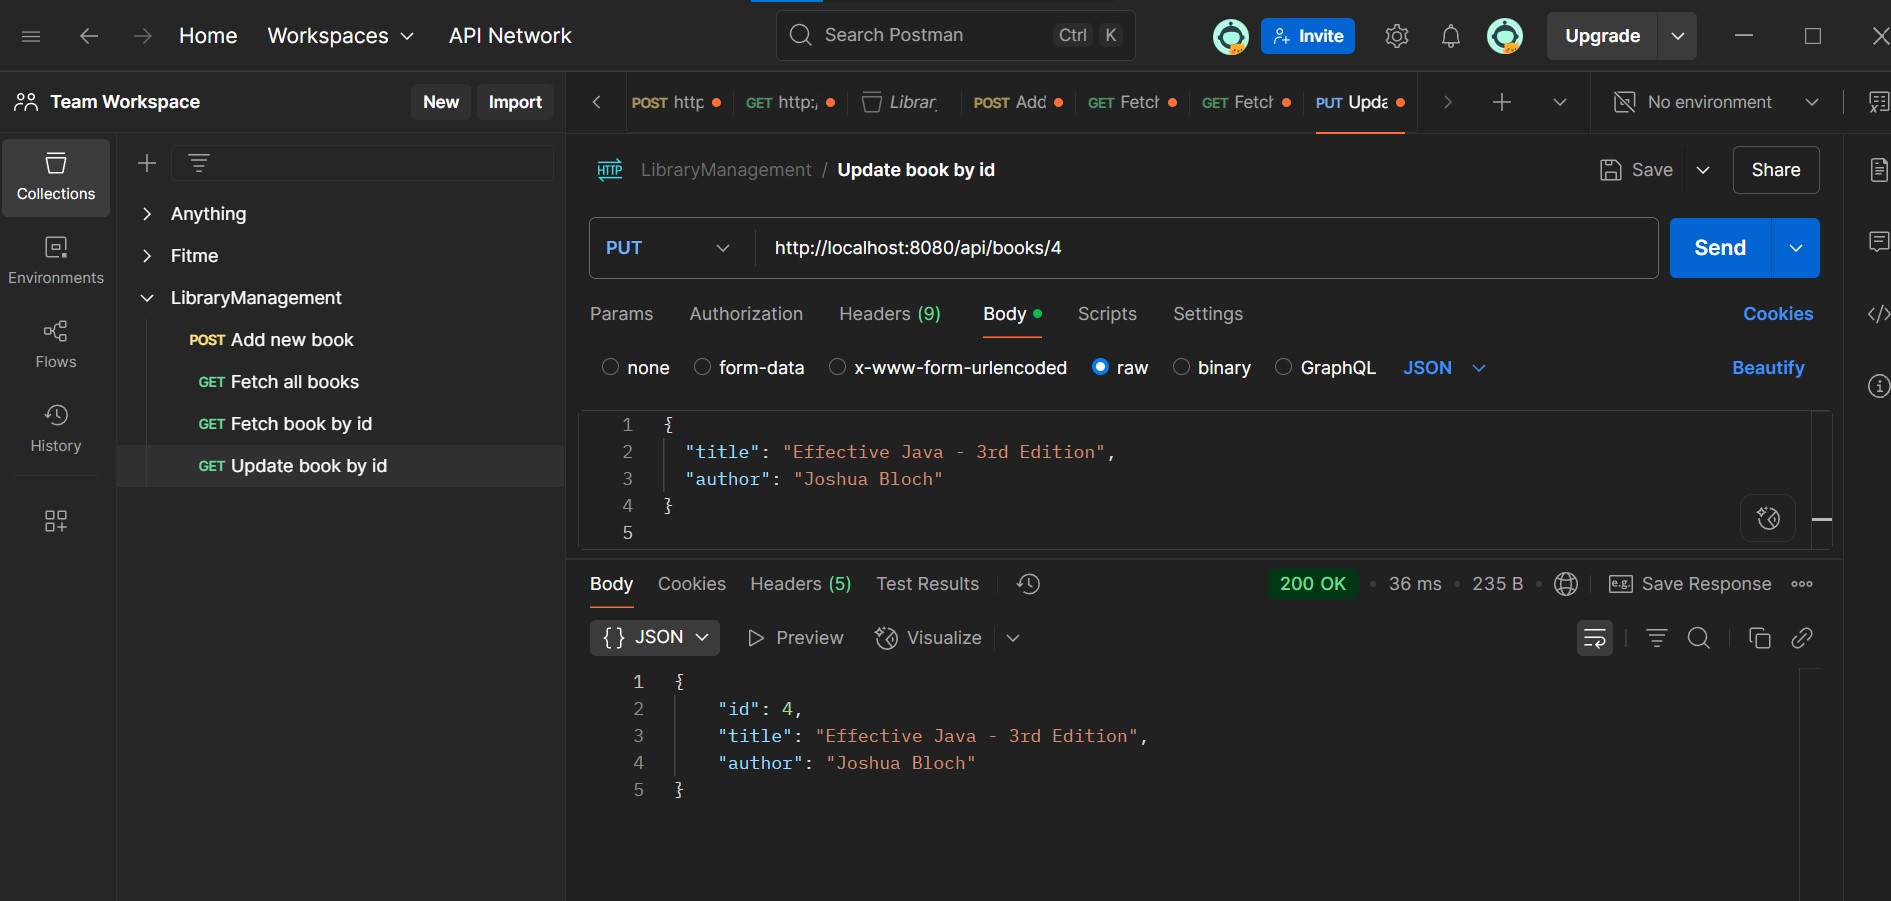 Home Workspaces API Network Search Postman Ctrl K Invite Upgrade
Team Workspace New Import POST http GET http:/ Librar POST Add GET Fetch GET Fetch PUT Upda No environment
Collections
Environments
Flows
History
Anything
Fitme
LibraryManagement
POST Add new book
GET Fetch all books
GET Fetch book by id
GET Update book by id
HTTP LibraryManagement / Update book by id Save Share
PUT http://localhost:8080/api/books/4 Send
Params Authorization Headers (9) Body Scripts Settings Cookies
none form-data x-www-form-urlencoded raw binary GraphQL JSON Beautify
1 {
2 "title": "Effective Java - 3rd Edition",
3 "author": "Joshua Bloch"
4 }
5
Body Cookies Headers (5) Test Results 200 OK • 36 ms • 235 B • e.g. Save Response
{} JSON Preview Visualize
1 {
2 "id": 4,
3 "title": "Effective Java - 3rd Edition",
4 "author": "Joshua Bloch"
5 }